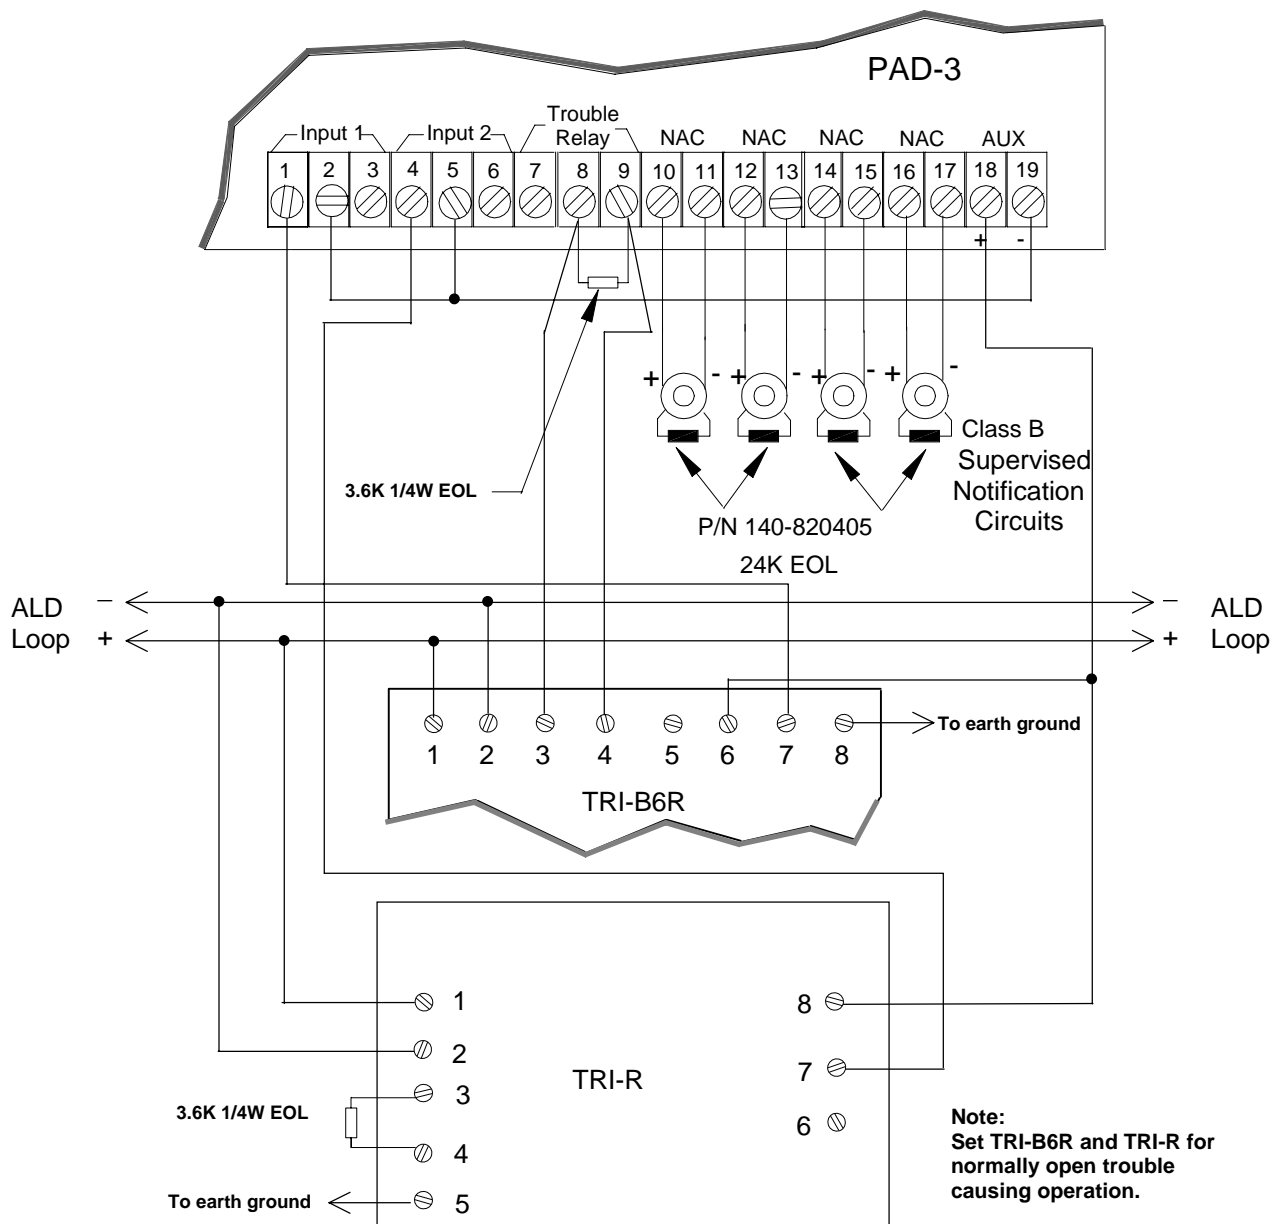 PAD-3
Trouble
Input 1 Input 2 Relay NAC NAC NAC NAC AUX
1 2 3 4 5 6 7 8 9 10 11 12 13 14 15 16 17 18 19
+ -
+ - + - + - + -
Class B
Supervised
Notification
Circuits
3.6K 1/4W EOL
P/N 140-820405
24K EOL
ALD − − ALD
Loop + + Loop
To earth ground
1 2 3 4 5 6 7 8
TRI-B6R
1 8
2
TRI-R 7
3.6K 1/4W EOL 3
6
4
To earth ground 5
Note:
Set TRI-B6R and TRI-R for
normally open trouble
causing operation.